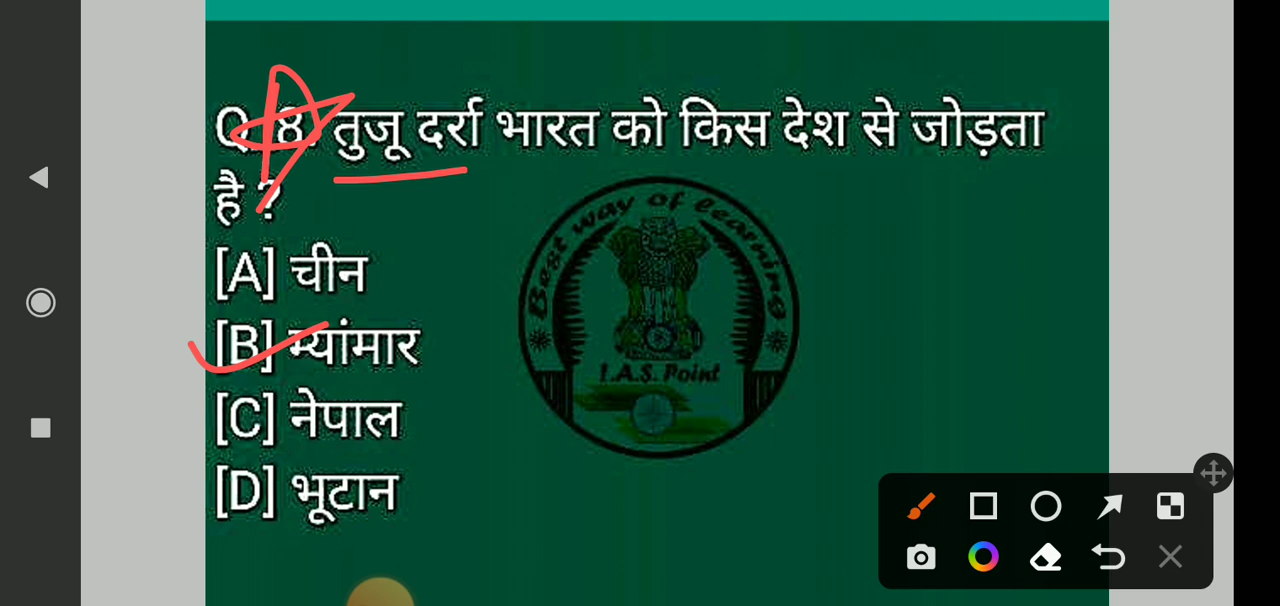 Q.8. तुजू दर्रा भारत को किस देश से जोड़ता
है ?
[A] चीन
[B] म्यांमार
[C] नेपाल
[D] भूटान
Best way of learning
I.A.S. Point